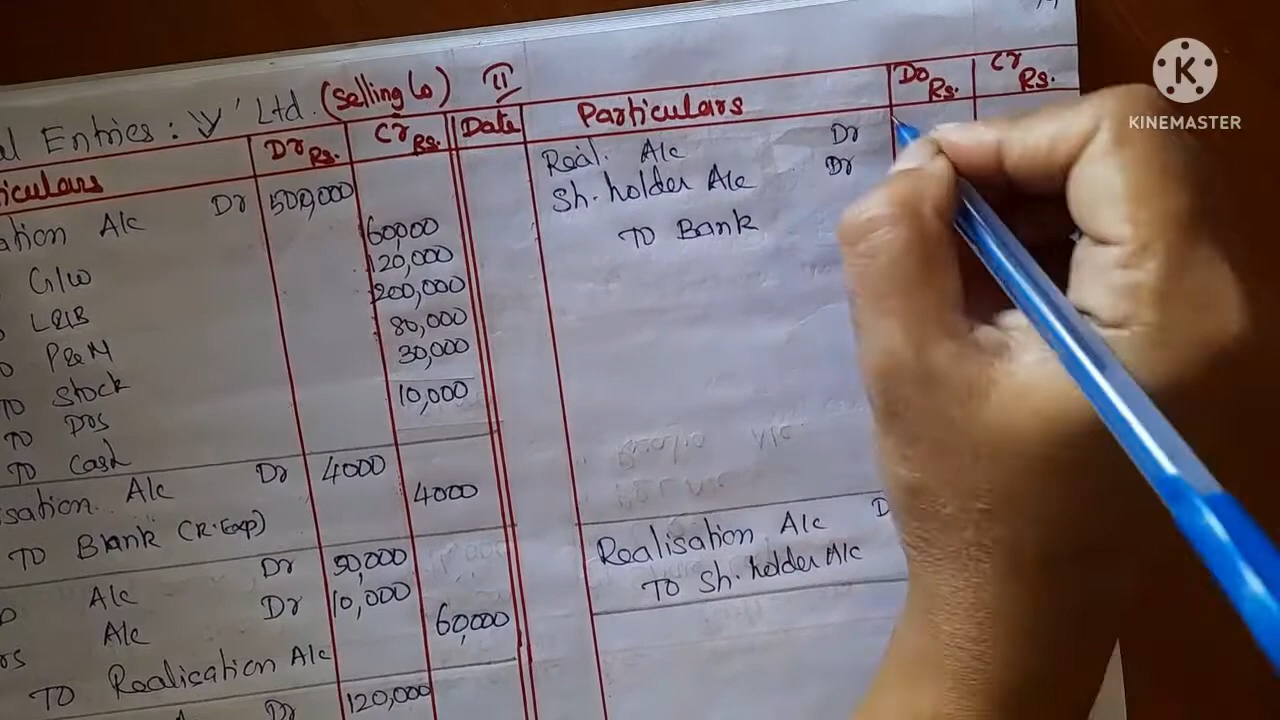 al Entries: 'Y' Ltd. (Selling Co) II
ticulars Dr Rs. Cr Rs.
ation A/c Dr 500,000
G/W 60,000
L&B 120,000
P&M 200,000
TO Stock 80,000
TO Drs 30,000
TO Cash 10,000
isation A/c Dr 4000
TO Bank (R.Exp) 4000
A/c Dr 50,000
rs A/c Dr 10,000
TO Realisation A/c 60,000
Dr 120,000
Date Particulars Dr Rs. Cr Rs.
Real. A/c Dr
Sh. holder A/c Dr
TO Bank
Realisation A/c D
TO Sh. holder A/c
K
KINEMASTER